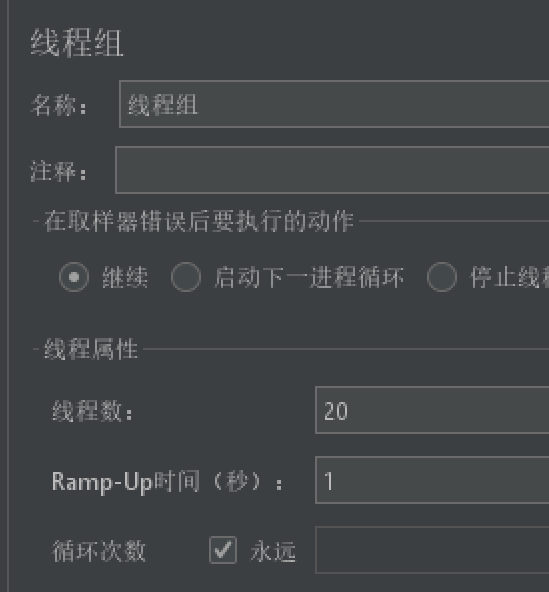 线程组
名称： 线程组
注释：
在取样器错误后要执行的动作
继续 启动下一进程循环 停止线程
线程属性
线程数： 20
Ramp-Up时间（秒）： 1
循环次数 永远